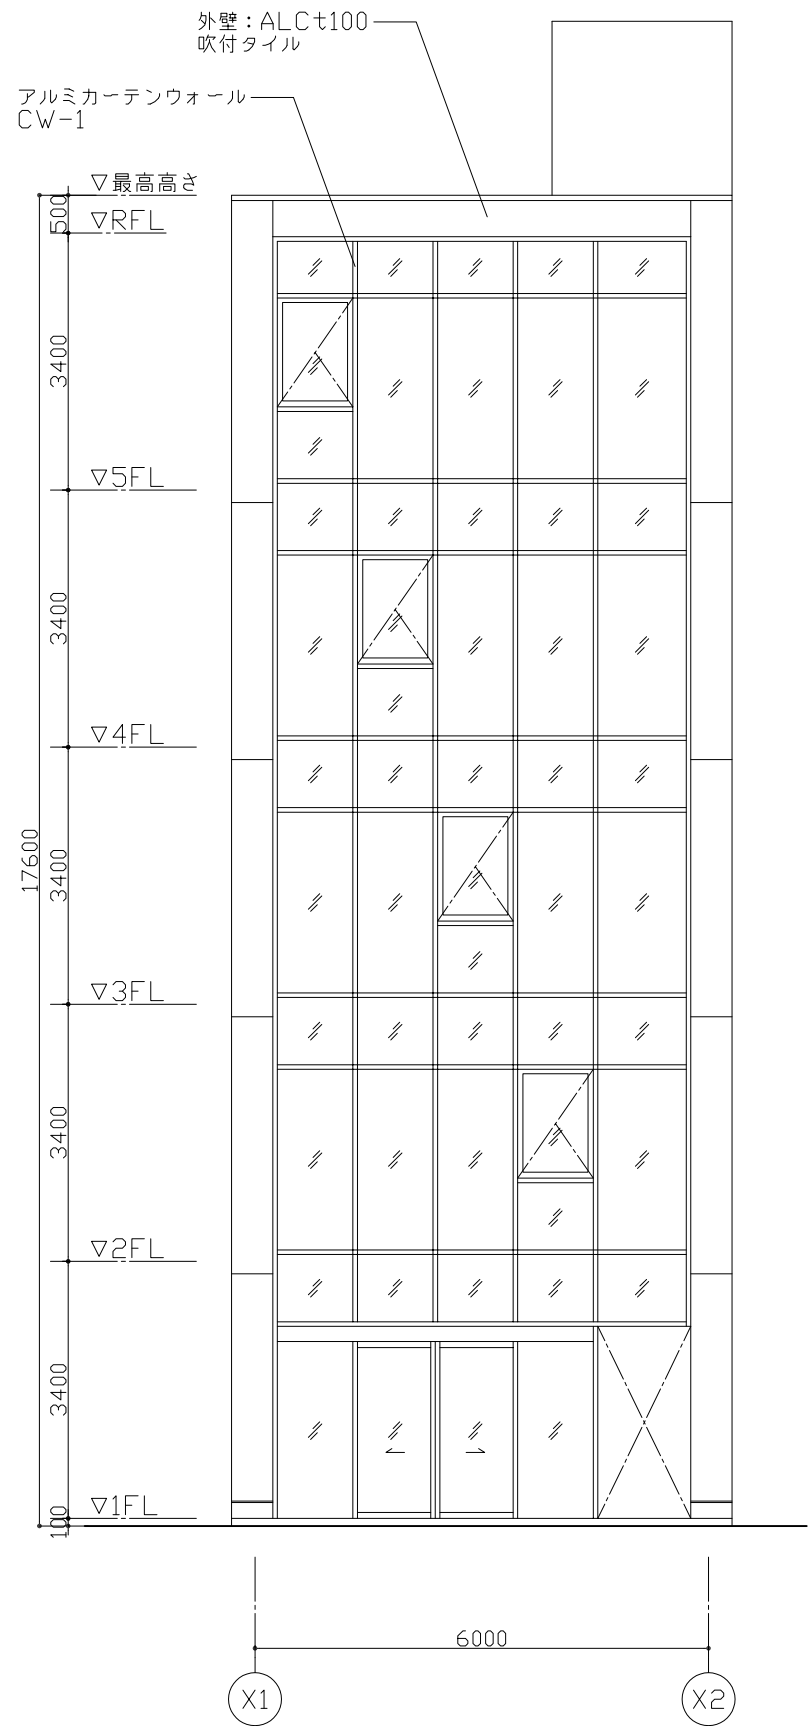 外壁：ALCt100
吹付タイル
アルミカーテンウォール
CW-1
▽最高高さ
500
▽RFL
3400
▽5FL
3400
▽4FL
17600
3400
▽3FL
3400
▽2FL
3400
▽1FL
100
6000
X1
X2